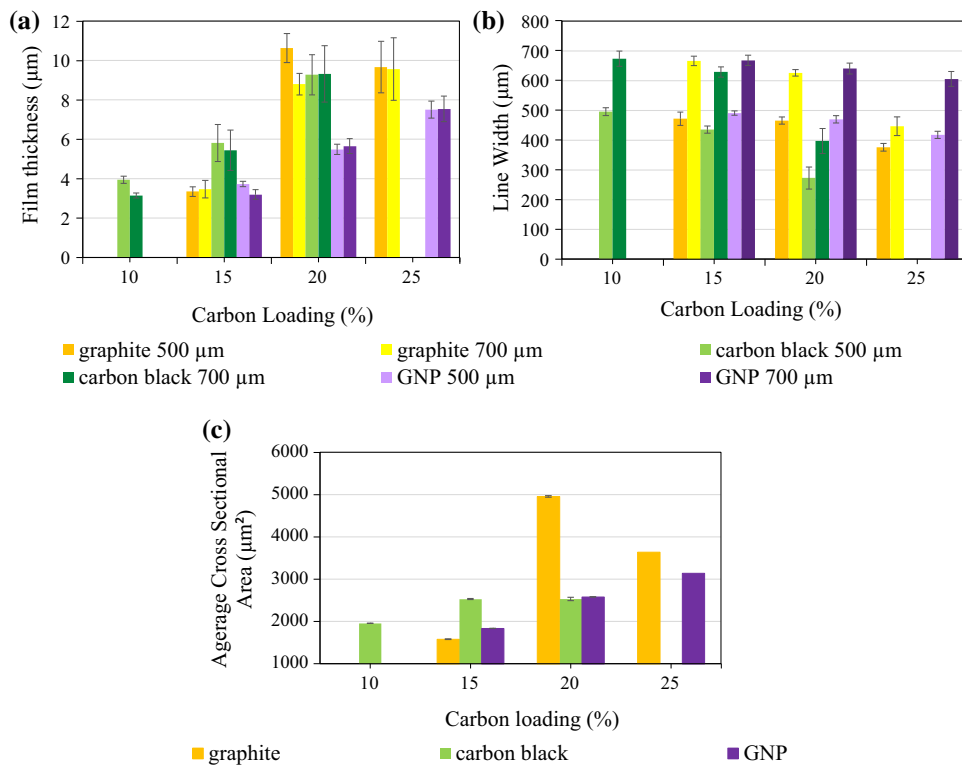 (a)
Film thickness (µm)
12
10
8
6
4
2
0
10 15 20 25
Carbon Loading (%)
(b)
Line Width (µm)
800
700
600
500
400
300
200
100
0
10 15 20 25
Carbon Loading (%)
graphite 500 µm graphite 700 µm carbon black 500 µm
carbon black 700 µm GNP 500 µm GNP 700 µm
(c)
Agerage Cross Sectional
Area (µm²)
6000
5000
4000
3000
2000
1000
10 15 20 25
Carbon loading (%)
graphite carbon black GNP